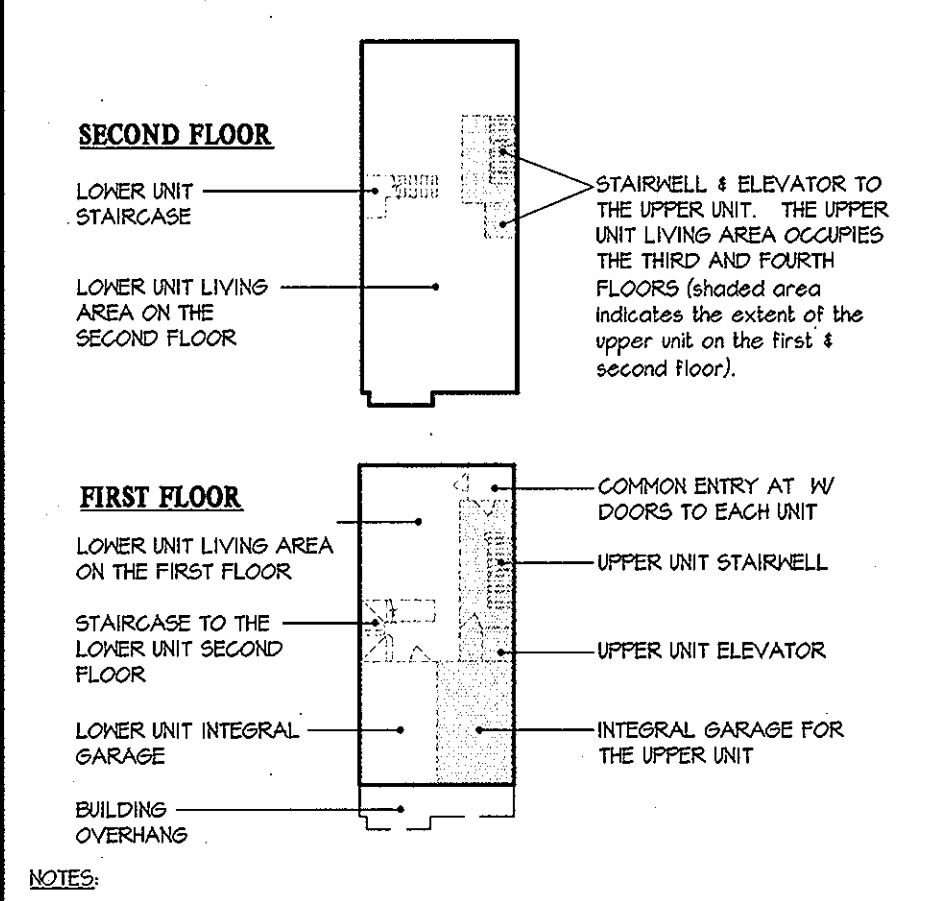 SECOND FLOOR
LOWER UNIT
STAIRCASE
LOWER UNIT LIVING
AREA ON THE
SECOND FLOOR
STAIRWELL & ELEVATOR TO
THE UPPER UNIT. THE UPPER
UNIT LIVING AREA OCCUPIES
THE THIRD AND FOURTH
FLOORS (shaded area
indicates the extent of the
upper unit on the first &
second floor).
FIRST FLOOR
LOWER UNIT LIVING AREA
ON THE FIRST FLOOR
STAIRCASE TO THE
LOWER UNIT SECOND
FLOOR
LOWER UNIT INTEGRAL
GARAGE
BUILDING
OVERHANG
COMMON ENTRY AT W/
DOORS TO EACH UNIT
UPPER UNIT STAIRWELL
UPPER UNIT ELEVATOR
INTEGRAL GARAGE FOR
THE UPPER UNIT
NOTES: